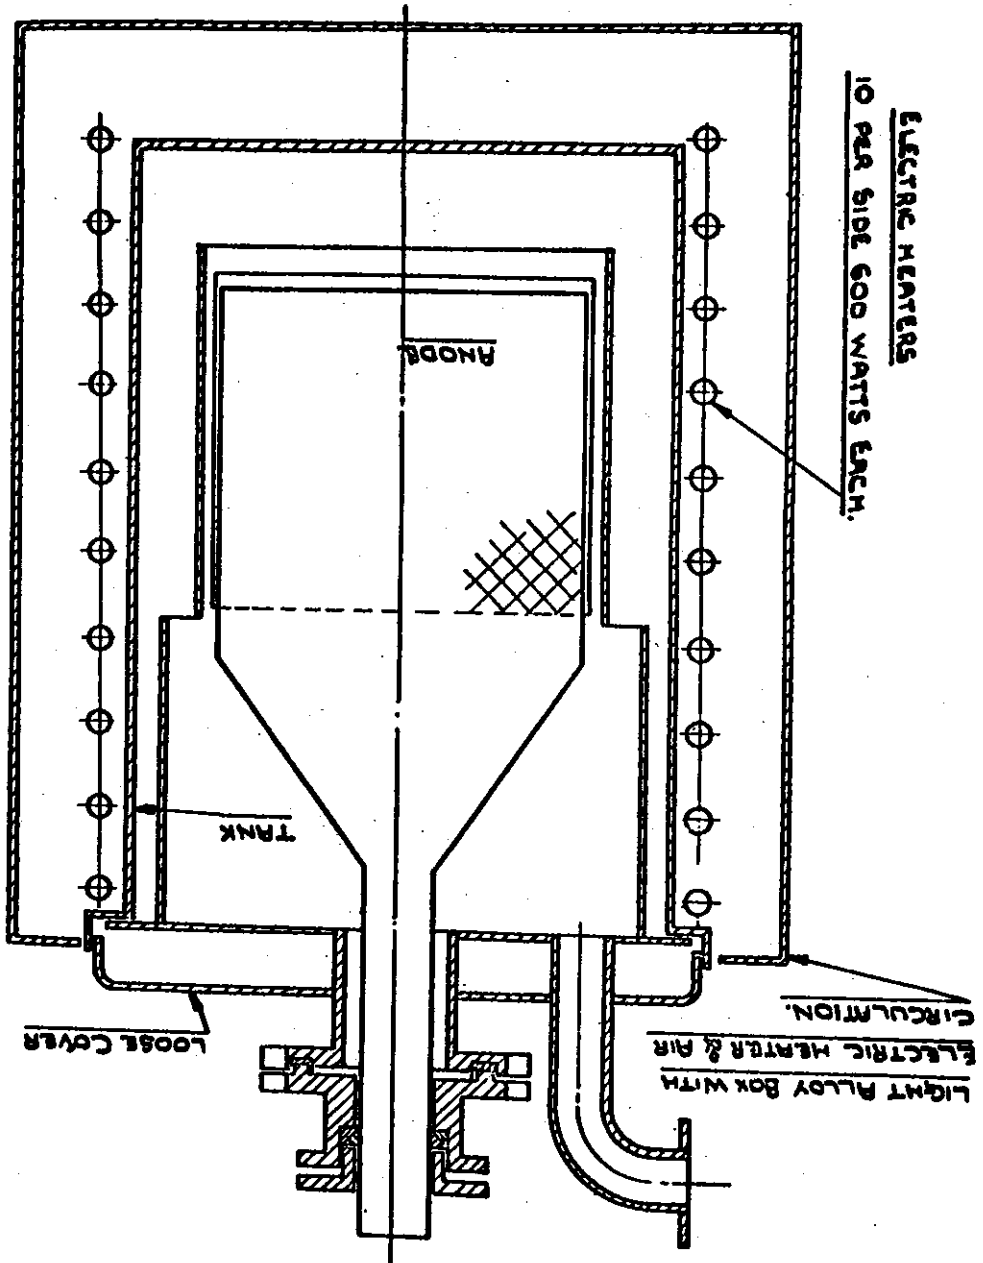 ELECTRIC HEATERS
10 PER SIDE 600 WATTS EACH.
ANODE
TANK
LOOSE COVER
LIGHT ALLOY BOX WITH
ELECTRIC HEATER & AIR
CIRCULATION.